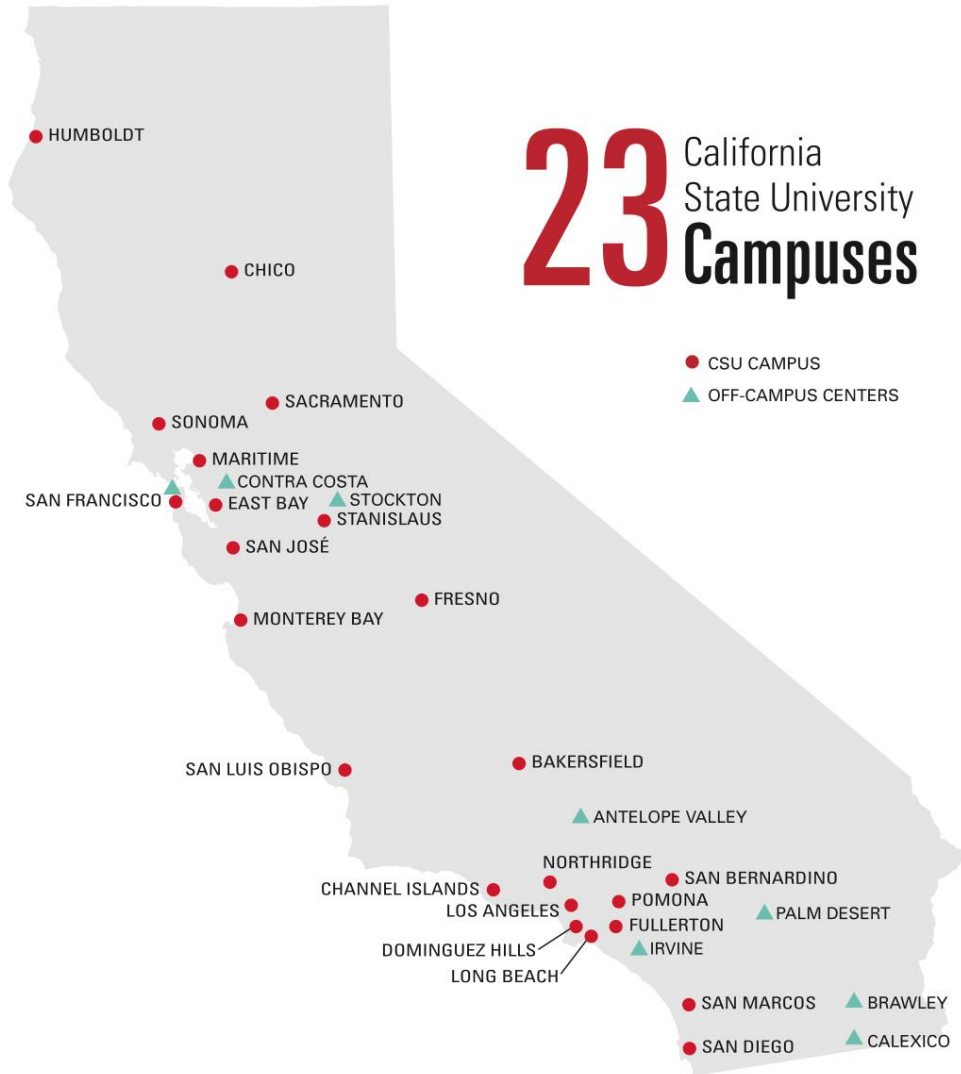 23
California
State University
Campuses
CSU CAMPUS
OFF-CAMPUS CENTERS
HUMBOLDT
CHICO
SACRAMENTO
SONOMA
MARITIME
CONTRA COSTA
SAN FRANCISCO
EAST BAY
STOCKTON
STANISLAUS
SAN JOSÉ
FRESNO
MONTEREY BAY
SAN LUIS OBISPO
BAKERSFIELD
ANTELOPE VALLEY
NORTHRIDGE
CHANNEL ISLANDS
SAN BERNARDINO
LOS ANGELES
POMONA
PALM DESERT
DOMINGUEZ HILLS
FULLERTON
IRVINE
LONG BEACH
SAN MARCOS
BRAWLEY
SAN DIEGO
CALEXICO